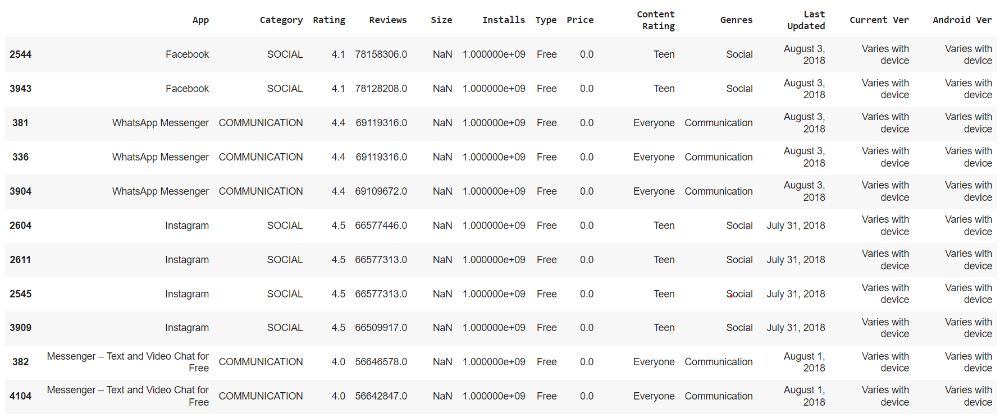 App Category Rating Reviews Size Installs Type Price Content Rating Genres Last Updated Current Ver Android Ver
2544 Facebook SOCIAL 4.1 78158306.0 NaN 1.000000e+09 Free 0.0 Teen Social August 3, 2018 Varies with device Varies with device
3943 Facebook SOCIAL 4.1 78128208.0 NaN 1.000000e+09 Free 0.0 Teen Social August 3, 2018 Varies with device Varies with device
381 WhatsApp Messenger COMMUNICATION 4.4 69119316.0 NaN 1.000000e+09 Free 0.0 Everyone Communication August 3, 2018 Varies with device Varies with device
336 WhatsApp Messenger COMMUNICATION 4.4 69119316.0 NaN 1.000000e+09 Free 0.0 Everyone Communication August 3, 2018 Varies with device Varies with device
3904 WhatsApp Messenger COMMUNICATION 4.4 69109672.0 NaN 1.000000e+09 Free 0.0 Everyone Communication August 3, 2018 Varies with device Varies with device
2604 Instagram SOCIAL 4.5 66577446.0 NaN 1.000000e+09 Free 0.0 Teen Social July 31, 2018 Varies with device Varies with device
2611 Instagram SOCIAL 4.5 66577313.0 NaN 1.000000e+09 Free 0.0 Teen Social July 31, 2018 Varies with device Varies with device
2545 Instagram SOCIAL 4.5 66577313.0 NaN 1.000000e+09 Free 0.0 Teen Social July 31, 2018 Varies with device Varies with device
3909 Instagram SOCIAL 4.5 66509917.0 NaN 1.000000e+09 Free 0.0 Teen Social July 31, 2018 Varies with device Varies with device
382 Messenger – Text and Video Chat for Free COMMUNICATION 4.0 56646578.0 NaN 1.000000e+09 Free 0.0 Everyone Communication August 1, 2018 Varies with device Varies with device
4104 Messenger – Text and Video Chat for Free COMMUNICATION 4.0 56642847.0 NaN 1.000000e+09 Free 0.0 Everyone Communication August 1, 2018 Varies with device Varies with device